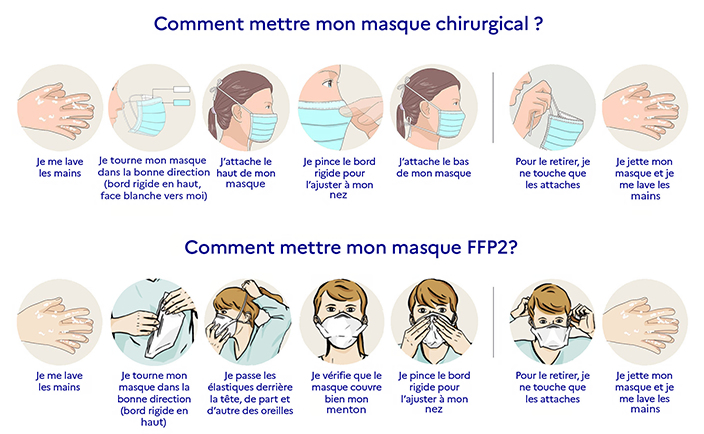 Comment mettre mon masque chirurgical ?
Je me lave
les mains
Je tourne mon masque
dans la bonne direction
(bord rigide en haut,
face blanche vers moi)
J'attache le
haut de mon
masque
Je pince le bord
rigide pour
l'ajuster à mon
nez
J'attache le bas
de mon masque
Pour le retirer, je
ne touche que
les attaches
Je jette mon
masque et je
me lave les
mains
Comment mettre mon masque FFP2?
Je me lave
les mains
Je tourne mon
masque dans la
bonne direction
(bord rigide en
haut)
Je passe les
élastiques derrière
la tête, de part et
d'autre des oreilles
Je vérifie que le
masque couvre
bien mon
menton
Je pince le bord
rigide pour
l'ajuster à mon
nez
Pour le retirer, je
ne touche que
les attaches
Je jette mon
masque et je
me lave les
mains